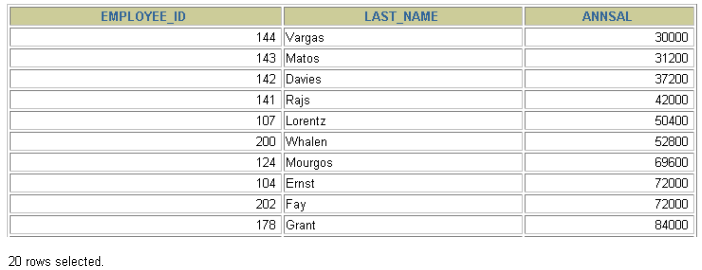 EMPLOYEE_ID LAST_NAME ANNSAL
144 Vargas 30000
143 Matos 31200
142 Davies 37200
141 Rajs 42000
107 Lorentz 50400
200 Whalen 52800
124 Mourgos 69600
104 Ernst 72000
202 Fay 72000
178 Grant 84000
20 rows selected.